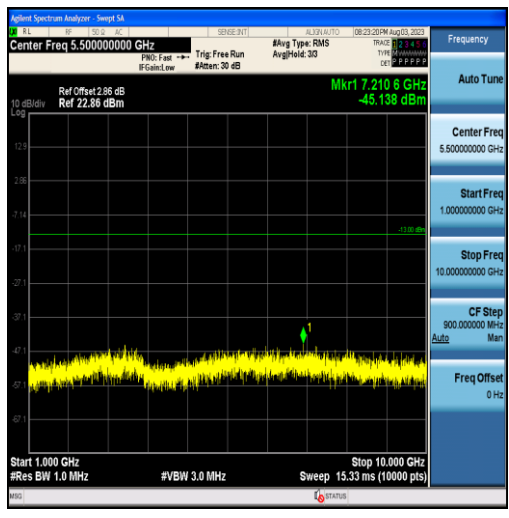 Agilent Spectrum Analyzer - Swept SA
RL RF 50 Ω AC SENSE:INT ALIGNAUTO 08:23:20PM Aug 03, 2023
Center Freq 5.500000000 GHz #Avg Type: RMS TRACE 1 2 3 4 5 6
PNO: Fast Trig: Free Run Avg|Hold: 3/3 TYPE
IFGain:Low #Atten: 30 dB DET P P P P P P
Mkr1 7.210 6 GHz
-45.138 dBm
Ref Offset 2.86 dB
10 dB/div Ref 22.86 dBm
Log
12.9
2.86
-7.14
-13.00 dBm
-17.1
-27.1
-37.1
1
-47.1
-57.1
-67.1
Start 1.000 GHz Stop 10.000 GHz
#Res BW 1.0 MHz #VBW 3.0 MHz Sweep 15.33 ms (10000 pts)
MSG STATUS
Frequency
Auto Tune
Center Freq
5.500000000 GHz
Start Freq
1.000000000 GHz
Stop Freq
10.000000000 GHz
CF Step
900.000000 MHz
Auto Man
Freq Offset
0 Hz